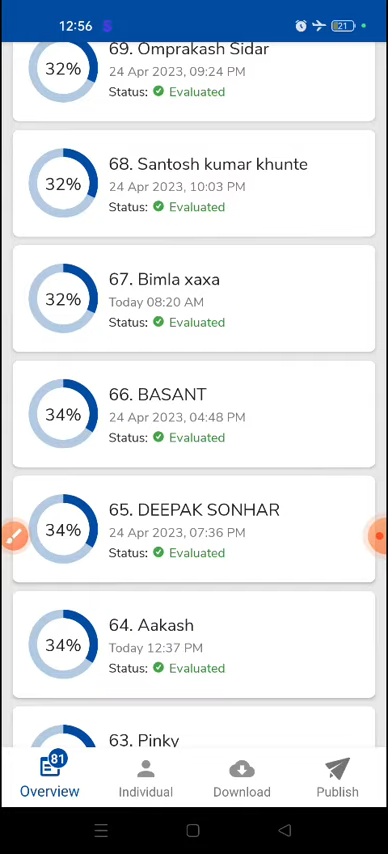 12:56
21
69. Omprakash Sidar
32%
24 Apr 2023, 09:24 PM
Status: Evaluated
68. Santosh kumar khunte
32%
24 Apr 2023, 10:03 PM
Status: Evaluated
67. Bimla xaxa
32%
Today 08:20 AM
Status: Evaluated
66. BASANT
34%
24 Apr 2023, 04:48 PM
Status: Evaluated
65. DEEPAK SONHAR
34%
24 Apr 2023, 07:36 PM
Status: Evaluated
64. Aakash
34%
Today 12:37 PM
Status: Evaluated
63. Pinky
81
Overview
Individual
Download
Publish